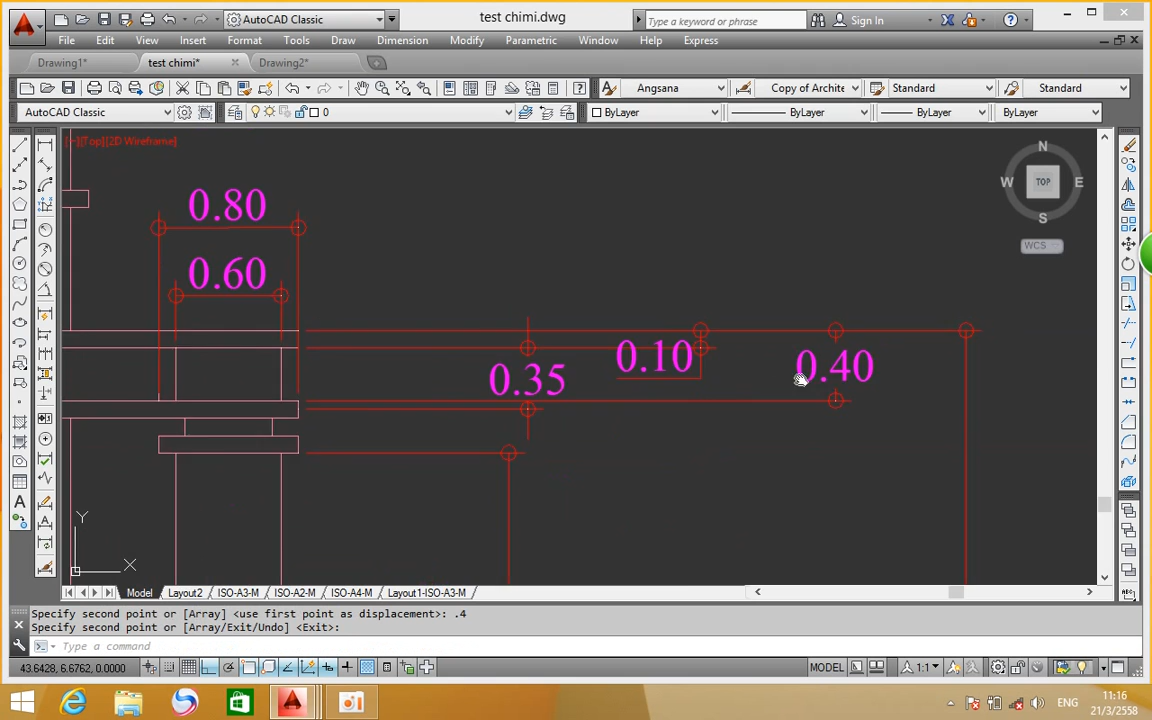 AutoCAD Classic
test chimi.dwg
Type a keyword or phrase
Sign In
File Edit View Insert Format Tools Draw Dimension Modify Parametric Window Help Express
Drawing1* test chimi* Drawing2*
Angsana Copy of Archite Standard Standard
AutoCAD Classic 0 ByLayer ByLayer ByLayer ByLayer
[-][Top][2D Wireframe]
N
W TOP E
S
WCS
0.80
0.60
0.35
0.10
0.40
Y
X
Model Layout2 ISO-A3-M ISO-A2-M ISO-A4-M Layout1-ISO-A3-M
Specify second point or [Array] <use first point as displacement>: .4
Specify second point or [Array/Exit/Undo] <Exit>:
Type a command
43.6428, 6.6762, 0.0000 MODEL 1:1
ENG
11:16
21/3/2558